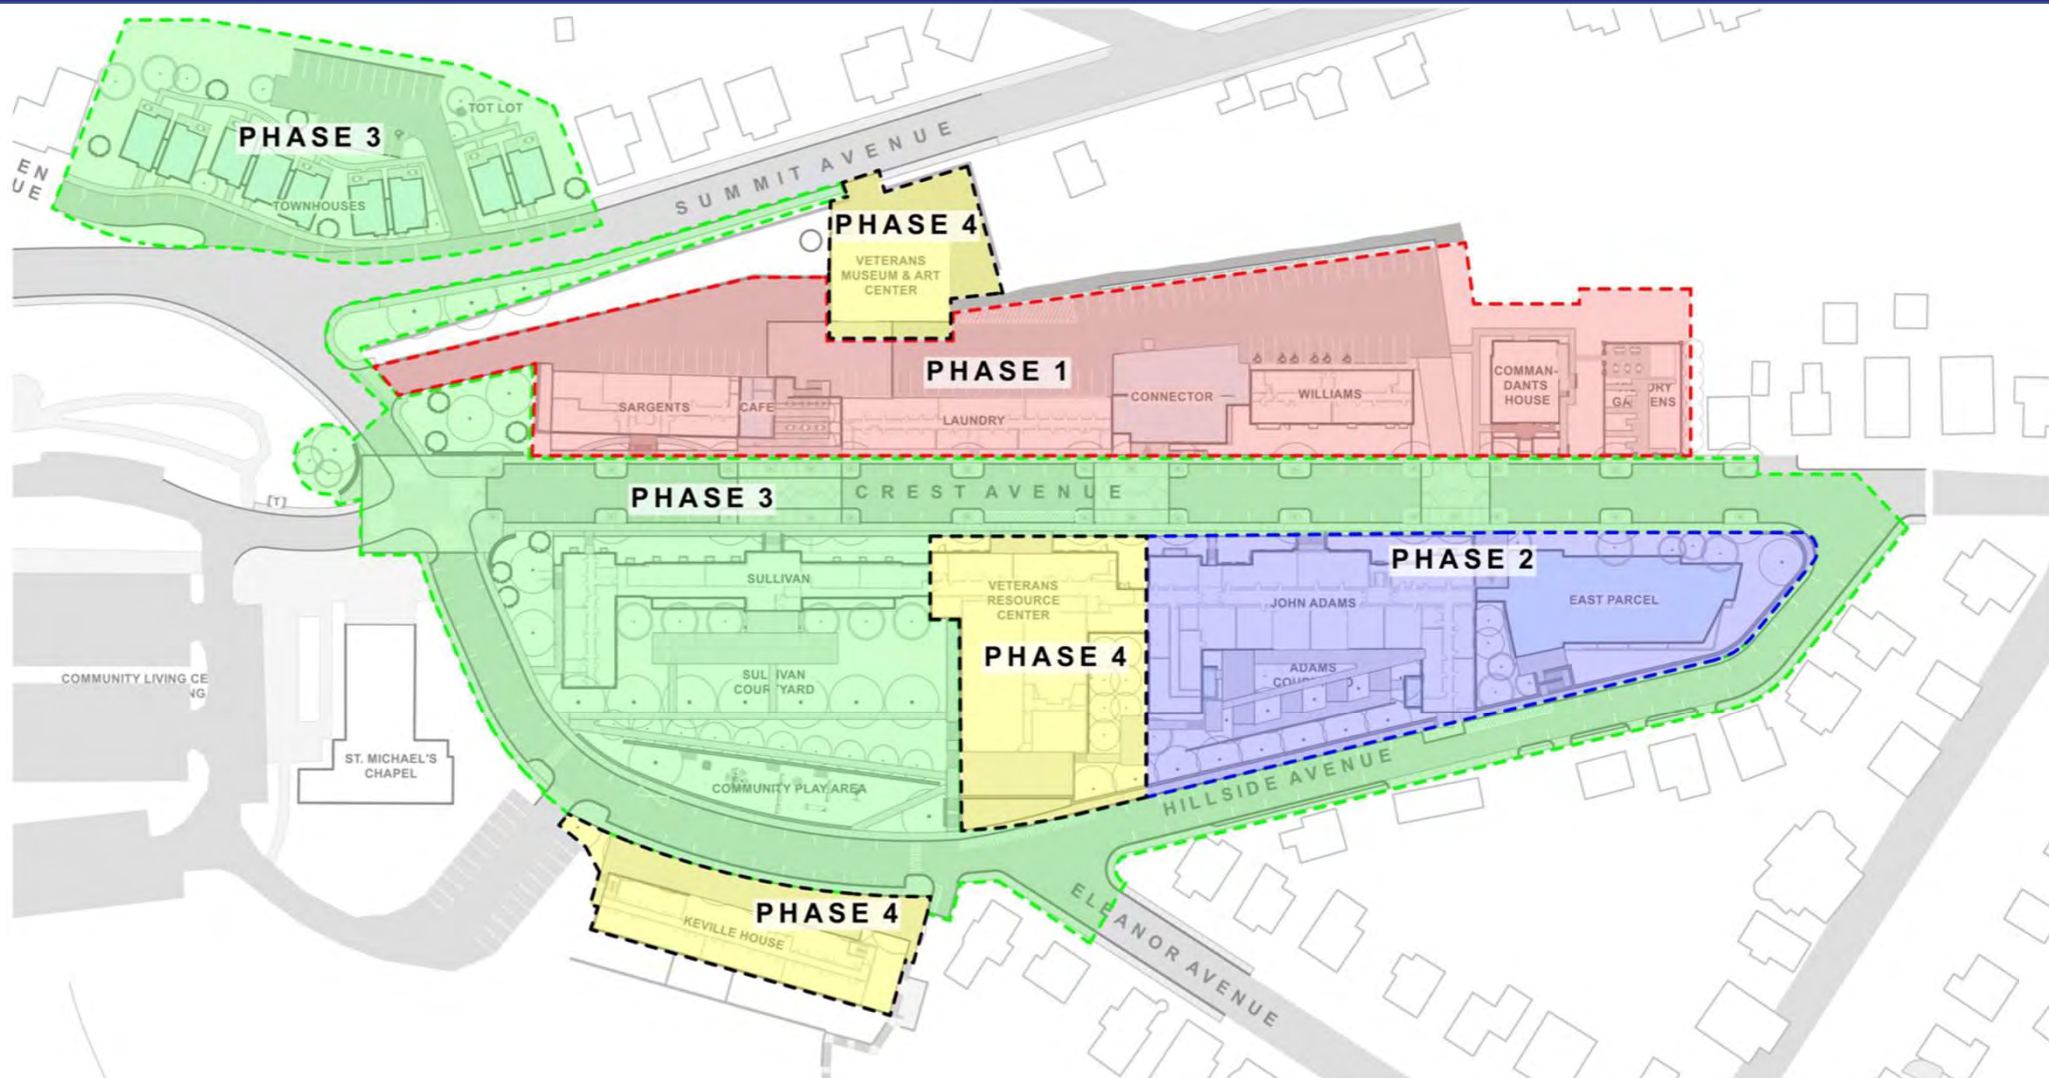 TOT LOT
PHASE 3
TOWNHOUSES
EN
UE
SUMMIT AVENUE
PHASE 4
VETERANS
MUSEUM & ART
CENTER
PHASE 1
SARGENTS
CAFE
LAUNDRY
CONNECTOR
WILLIAMS
COMMAN-
DANTS
HOUSE
PHASE 3
CREST AVENUE
[T]
SULLIVAN
VETERANS
RESOURCE
CENTER
PHASE 2
JOHN ADAMS
EAST PARCEL
PHASE 4
COMMUNITY LIVING CE
NG
ADAMS
COMMUNITY PLAY AREA
ST. MICHAEL'S
CHAPEL
HILLSIDE AVENUE
PHASE 4
KEVILLE HOUSE
ELEANOR AVENUE